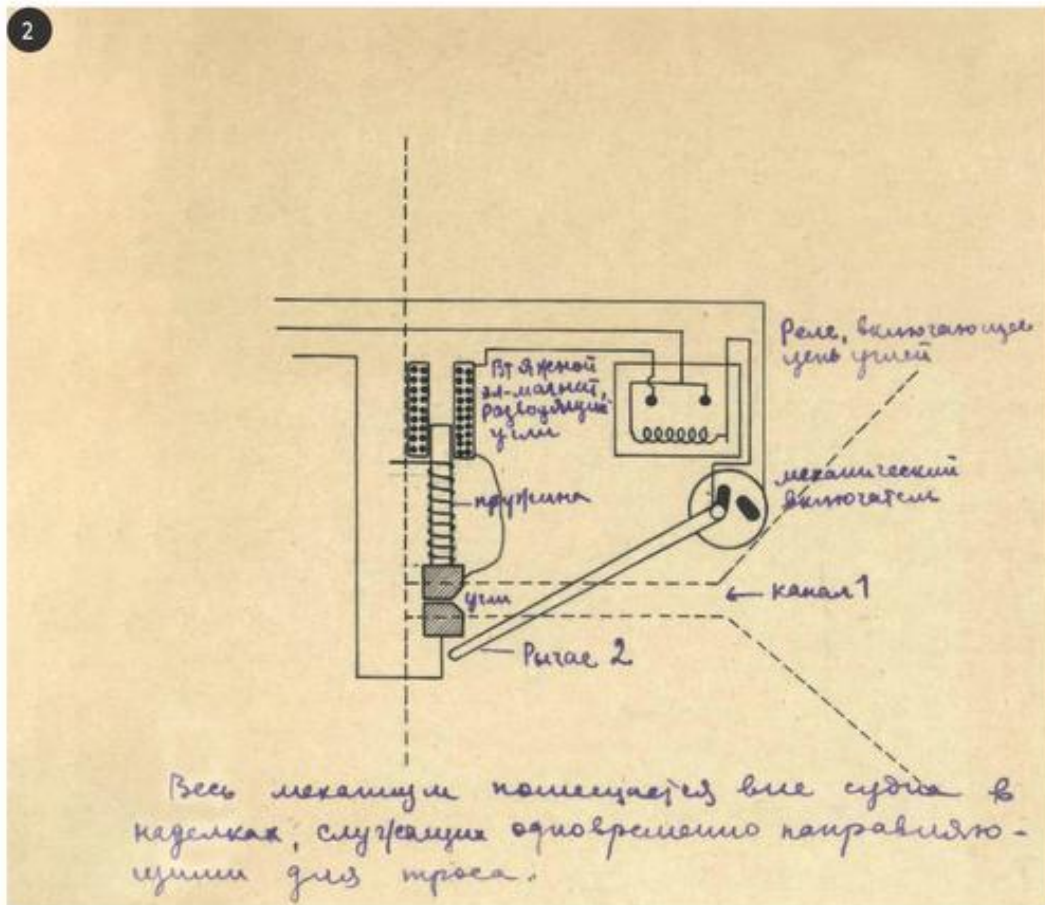 2
Реле, включающее
цепь углей
Втяжной
эл-магнит,
разводящий
угли
механический
включатель
пружина
угли
канал 1
Рычаг 2
Весь механизм помещается вне судна в
наделках, служащих одновременно направляю-
щими для троса.